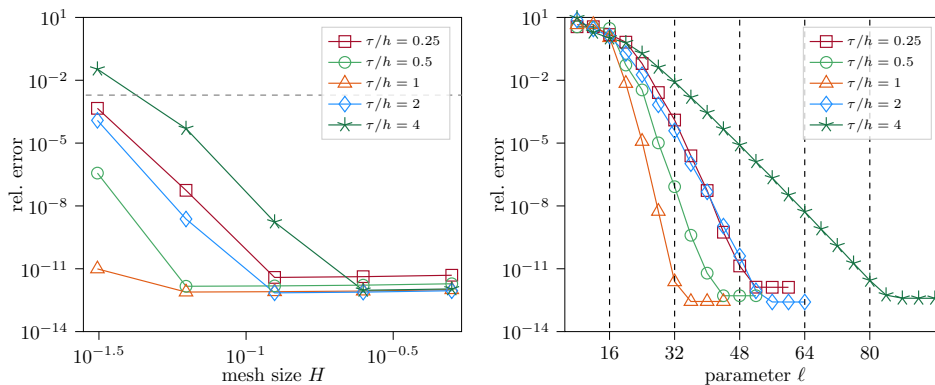 10^1
10^−2
10^−5
10^−8
10^−11
10^−14
rel. error
10^−1.5
10^−1
10^−0.5
mesh size H
τ/h = 0.25
τ/h = 0.5
τ/h = 1
τ/h = 2
τ/h = 4
10^1
10^−2
10^−5
10^−8
10^−11
10^−14
rel. error
16
32
48
64
80
parameter ℓ
τ/h = 0.25
τ/h = 0.5
τ/h = 1
τ/h = 2
τ/h = 4